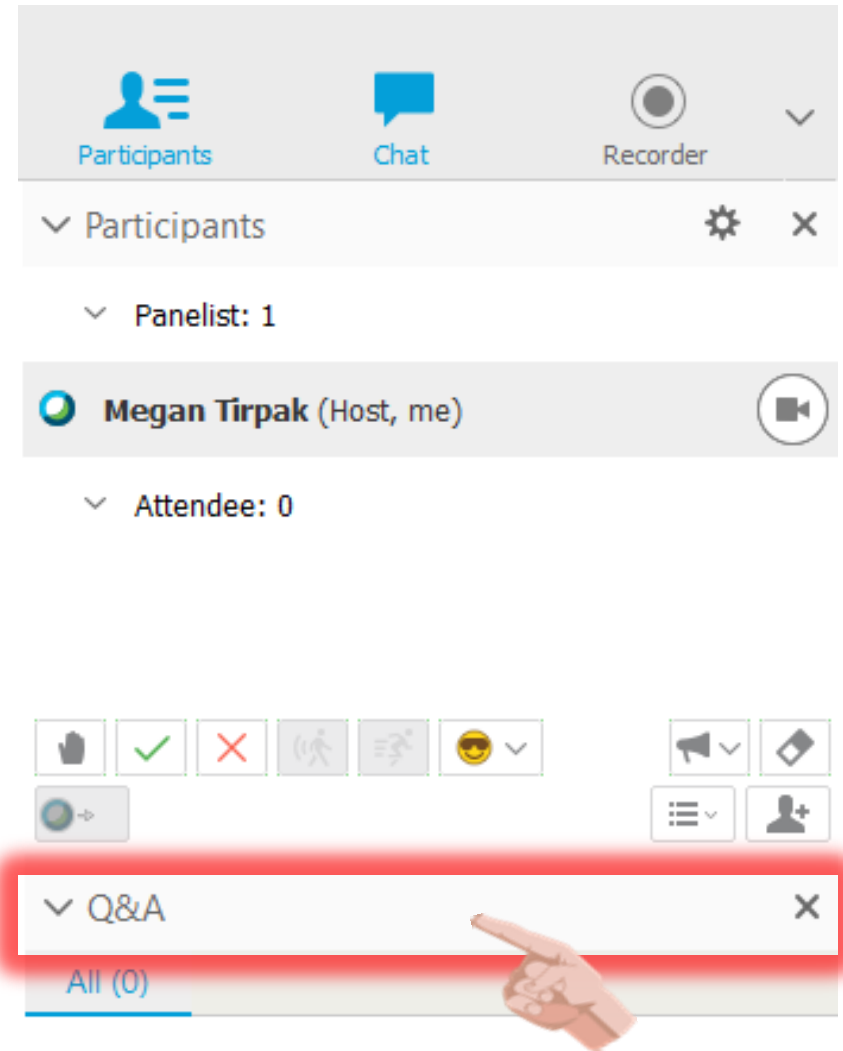 Participants Chat Recorder
Participants
Panelist: 1
Megan Tirpak (Host, me)
Attendee: 0
Q&A
All (0)